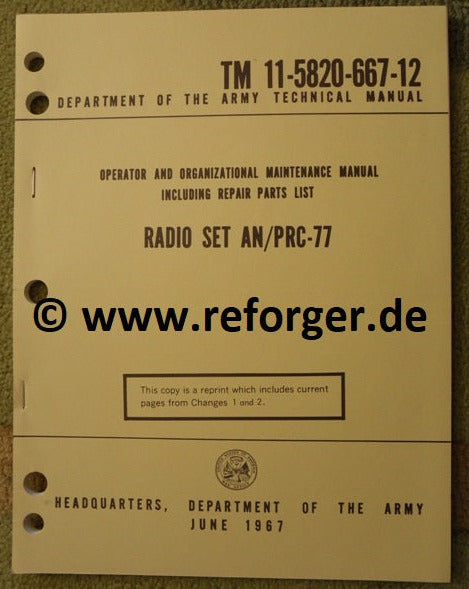 TM 11-5820-667-12
DEPARTMENT OF THE ARMY TECHNICAL MANUAL
OPERATOR AND ORGANIZATIONAL MAINTENANCE MANUAL
INCLUDING REPAIR PARTS LIST
RADIO SET AN/PRC-77
© www.reforger.de
This copy is a reprint which includes current
pages from Changes 1 and 2.
HEADQUARTERS, DEPARTMENT OF THE ARMY
JUNE 1967